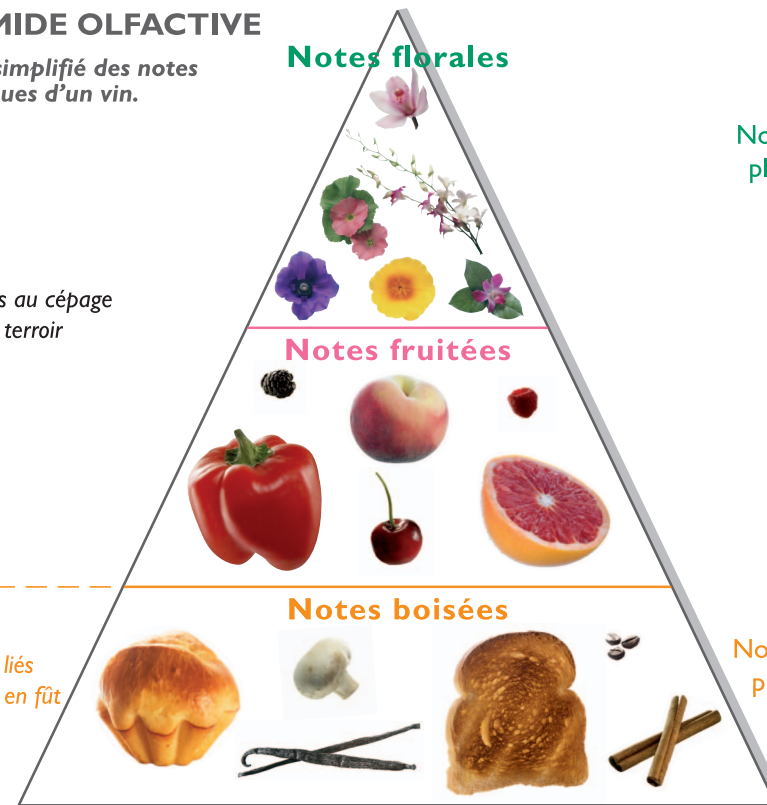 MIDE OLFACTIVE
simplifié des notes
ues d'un vin.
Notes florales
No
pl
s au cépage
terroir
Notes fruitées
Notes boisées
liés
en fût
No
p